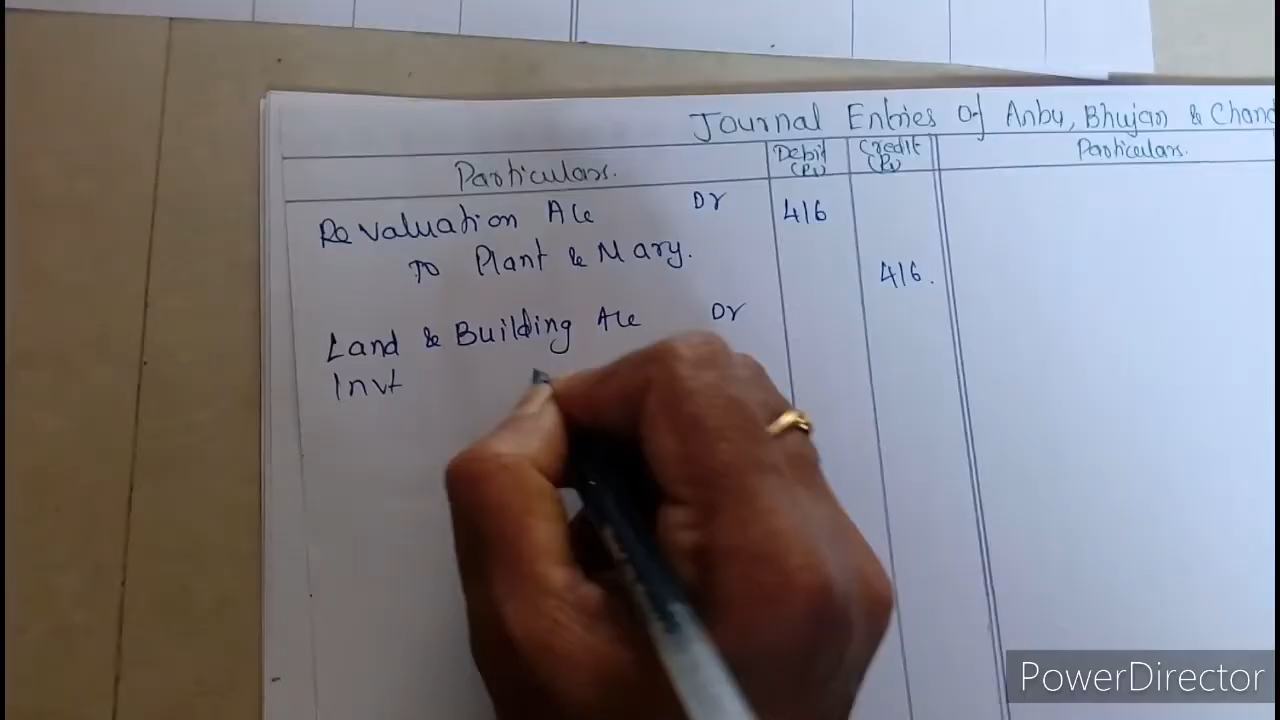 Journal Entries Of Anbu, Bhujan & Chand
Particulars. Debit (Rs) Credit (Rs) Particulars.
Revaluation A/c Dr 416
To Plant & Mary. 416.
Land & Building A/c Dr
Invt
PowerDirector